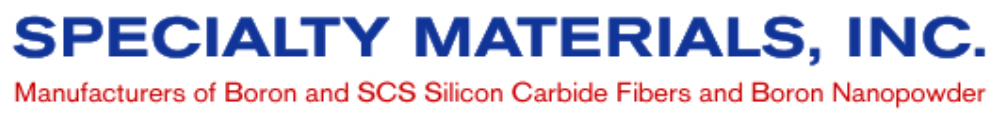 SPECIALTY MATERIALS, INC.
Manufacturers of Boron and SCS Silicon Carbide Fibers and Boron Nanopowder